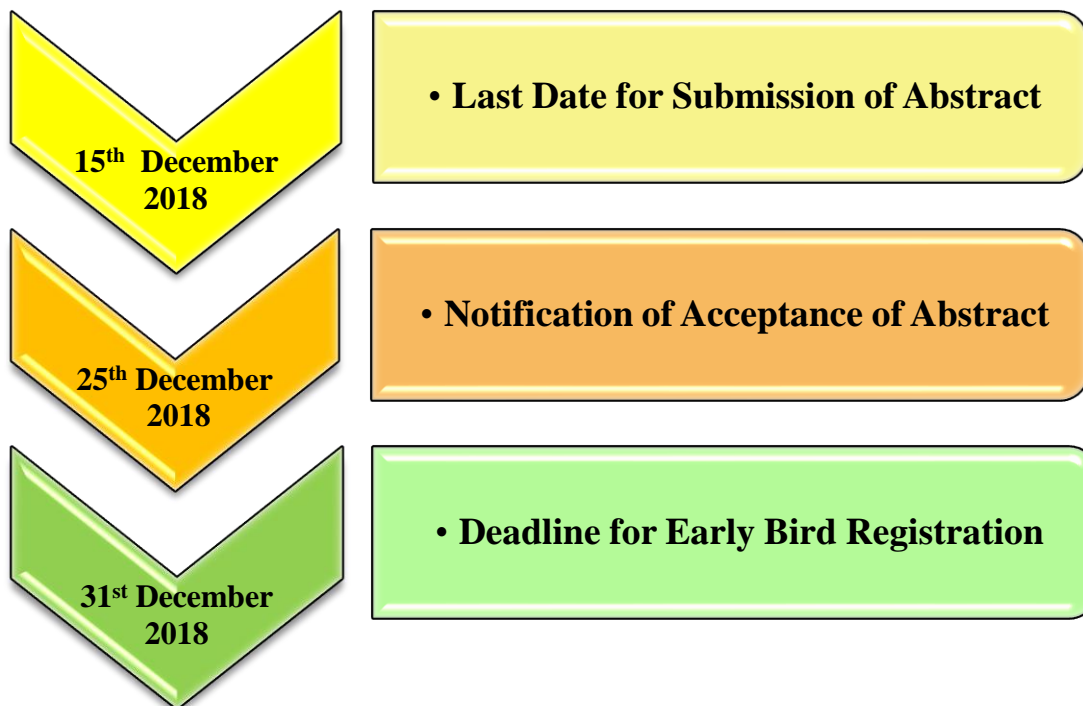 15th December
2018
• Last Date for Submission of Abstract
25th December
2018
• Notification of Acceptance of Abstract
31st December
2018
• Deadline for Early Bird Registration